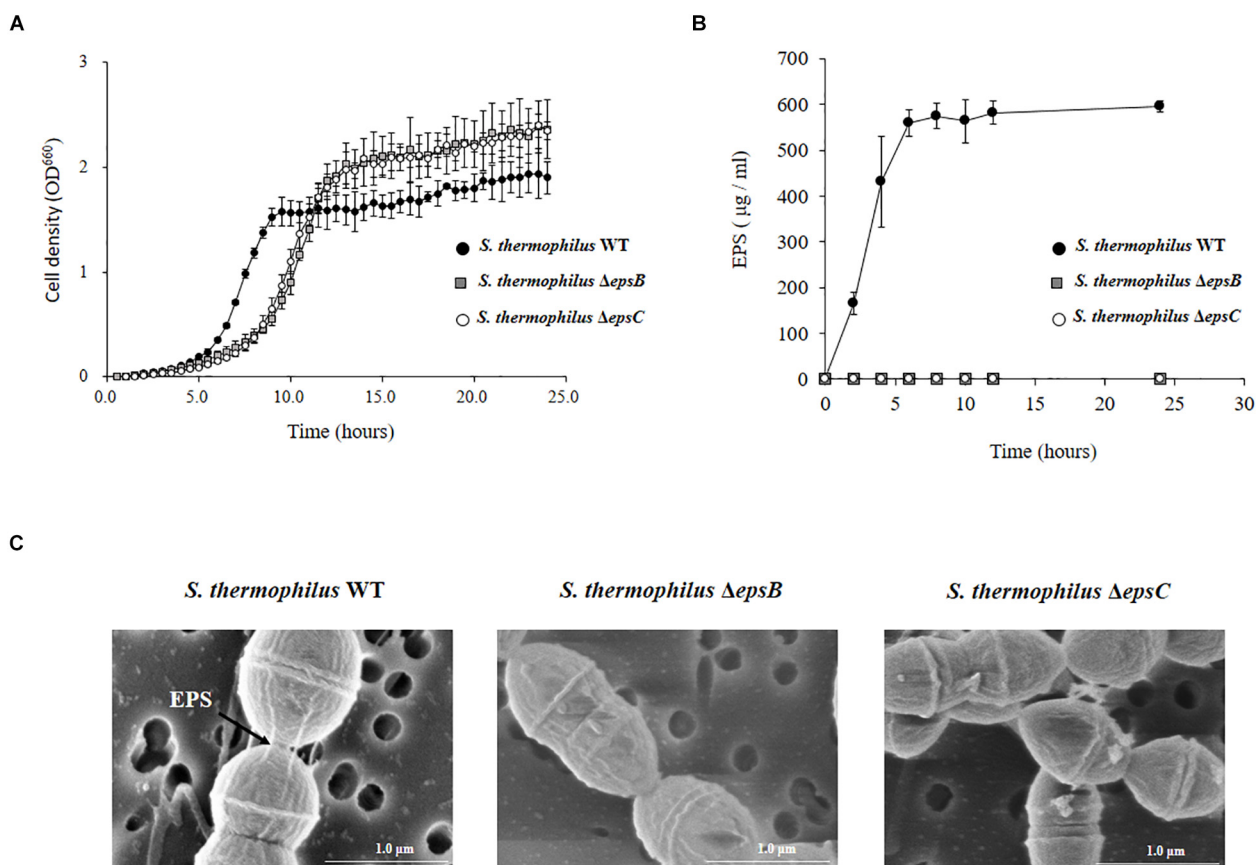 A
Cell density (OD⁶⁶⁰)
3
2
1
0
0.0 5.0 10.0 15.0 20.0 25.0
Time (hours)
S. thermophilus WT
S. thermophilus ΔepsB
S. thermophilus ΔepsC
B
EPS ( µg / ml)
700
600
500
400
300
200
100
0
0 5 10 15 20 25 30
Time (hours)
S. thermophilus WT
S. thermophilus ΔepsB
S. thermophilus ΔepsC
C
S. thermophilus WT
S. thermophilus ΔepsB
S. thermophilus ΔepsC
EPS
1.0 µm
1.0 µm
1.0 µm